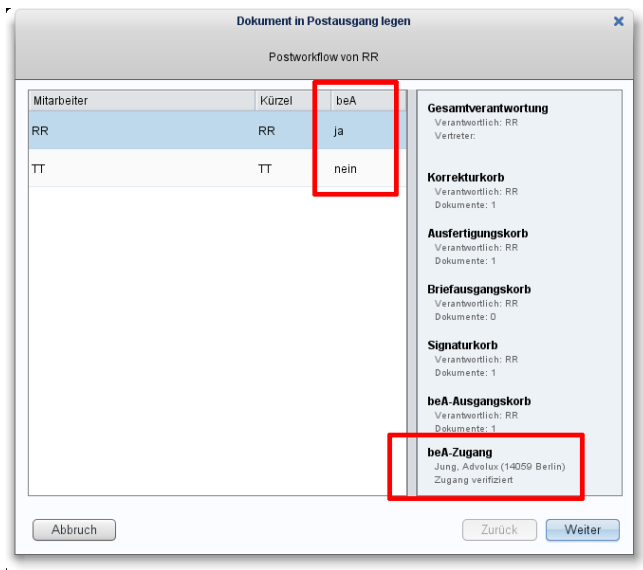 Dokument in Postausgang legen
Postworkflow von RR
Mitarbeiter Kürzel beA
RR RR ja
TT TT nein
Gesamtverantwortung
Verantwortlich: RR
Vertreter:
Korrekturkorb
Verantwortlich: RR
Dokumente: 1
Ausfertigungskorb
Verantwortlich: RR
Dokumente: 1
Briefausgangskorb
Verantwortlich: RR
Dokumente: 0
Signaturkorb
Verantwortlich: RR
Dokumente: 1
beA-Ausgangskorb
Verantwortlich: RR
Dokumente: 1
beA-Zugang
Jung, Advolux (14059 Berlin)
Zugang verifiziert
Abbruch Zurück Weiter